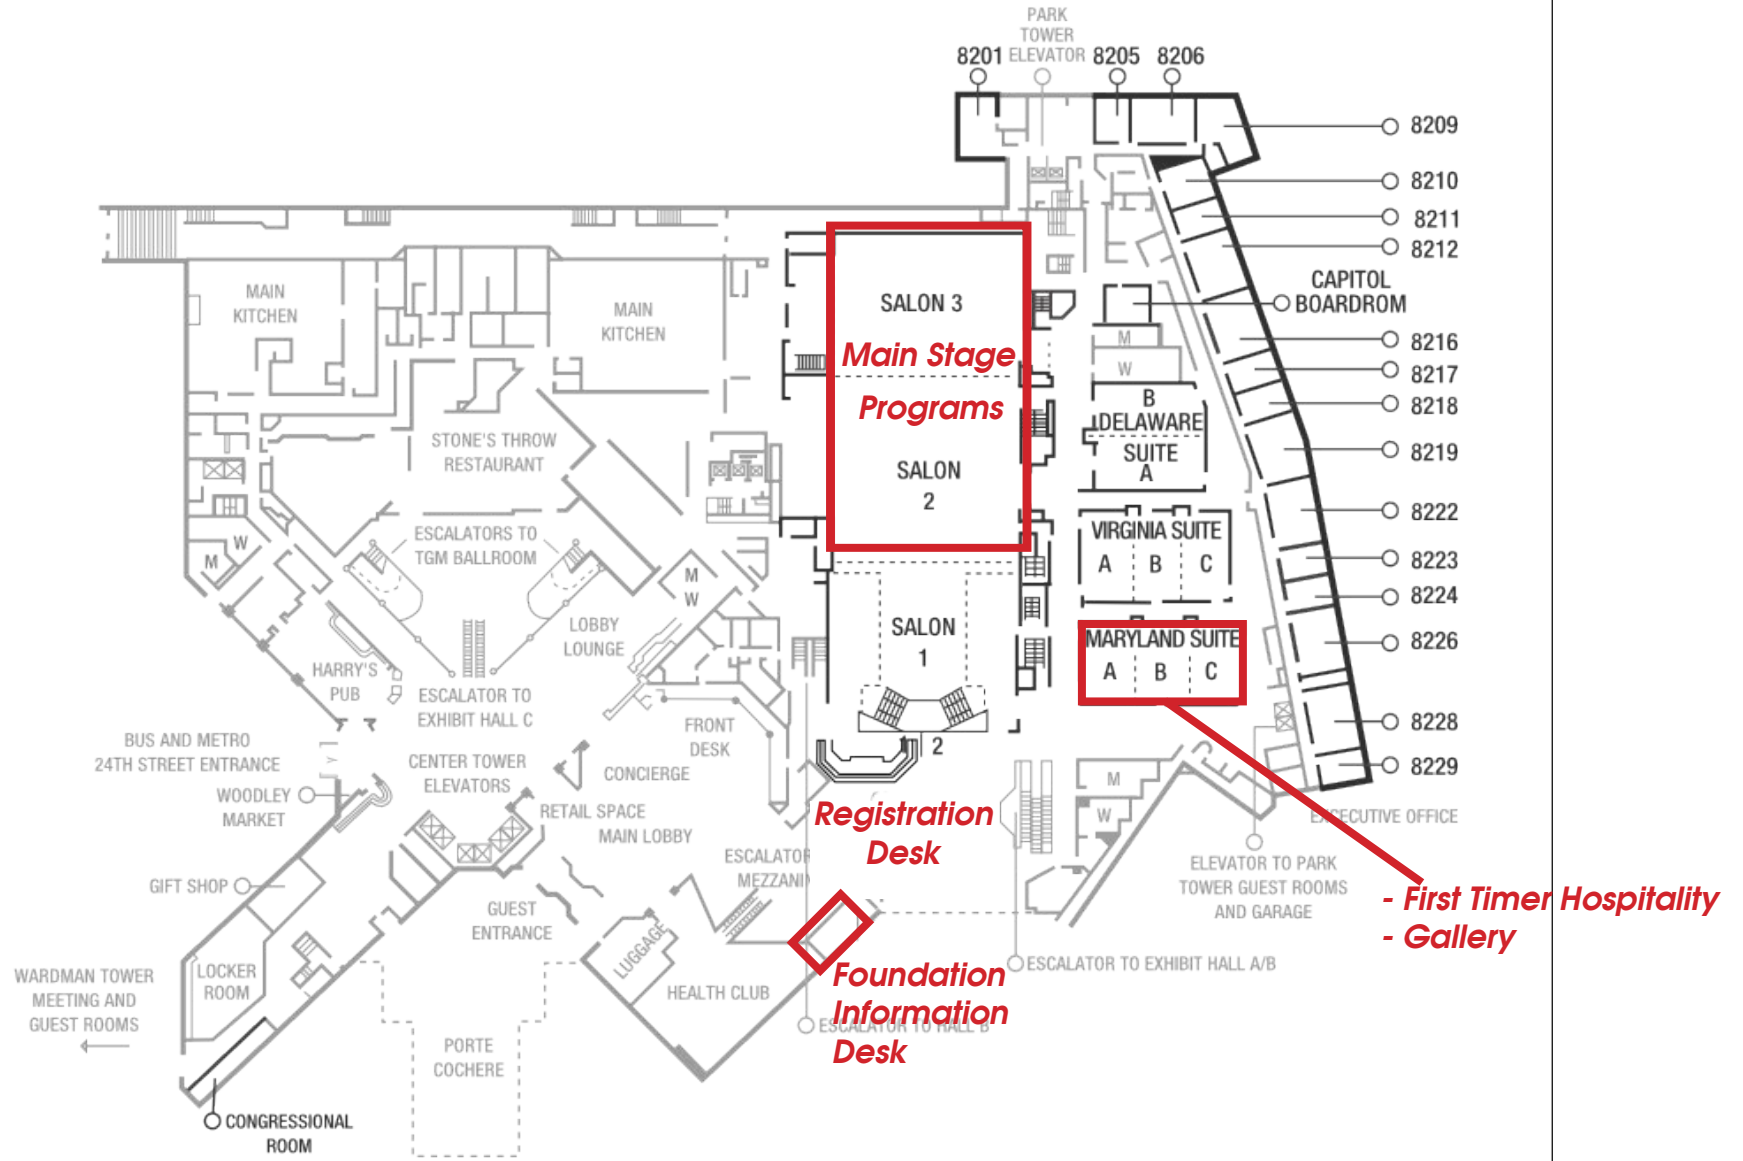 PARK
TOWER
ELEVATOR
8201
8205
8206
8209
8210
8211
8212
CAPITOL
BOARDROM
8216
8217
8218
8219
8222
8223
8224
8226
8228
8229
EXCECUTIVE OFFICE
MAIN
KITCHEN
MAIN
KITCHEN
SALON 3
Main Stage
Programs
SALON
2
M
W
B
DELAWARE
SUITE
A
STONE'S THROW
RESTAURANT
ESCALATORS TO
TGM BALLROOM
W
M
M
W
VIRGINIA SUITE
A B C
LOBBY
LOUNGE
SALON
1
MARYLAND SUITE
A B C
HARRY'S
PUB
ESCALATOR TO
EXHIBIT HALL C
FRONT
DESK
2
BUS AND METRO
24TH STREET ENTRANCE
CENTER TOWER
ELEVATORS
CONCIERGE
WOODLEY
MARKET
RETAIL SPACE
MAIN LOBBY
Registration
Desk
M
W
ESCALATOR
MEZZANI
ELEVATOR TO PARK
TOWER GUEST ROOMS
AND GARAGE
GIFT SHOP
GUEST
ENTRANCE
- First Timer Hospitality
- Gallery
LUGGAGE
LOCKER
ROOM
HEALTH CLUB
ESCALATOR TO EXHIBIT HALL A/B
WARDMAN TOWER
MEETING AND
GUEST ROOMS
Foundation
Information
Desk
ESCALATOR TO HALL B
PORTE
COCHERE
CONGRESSIONAL
ROOM